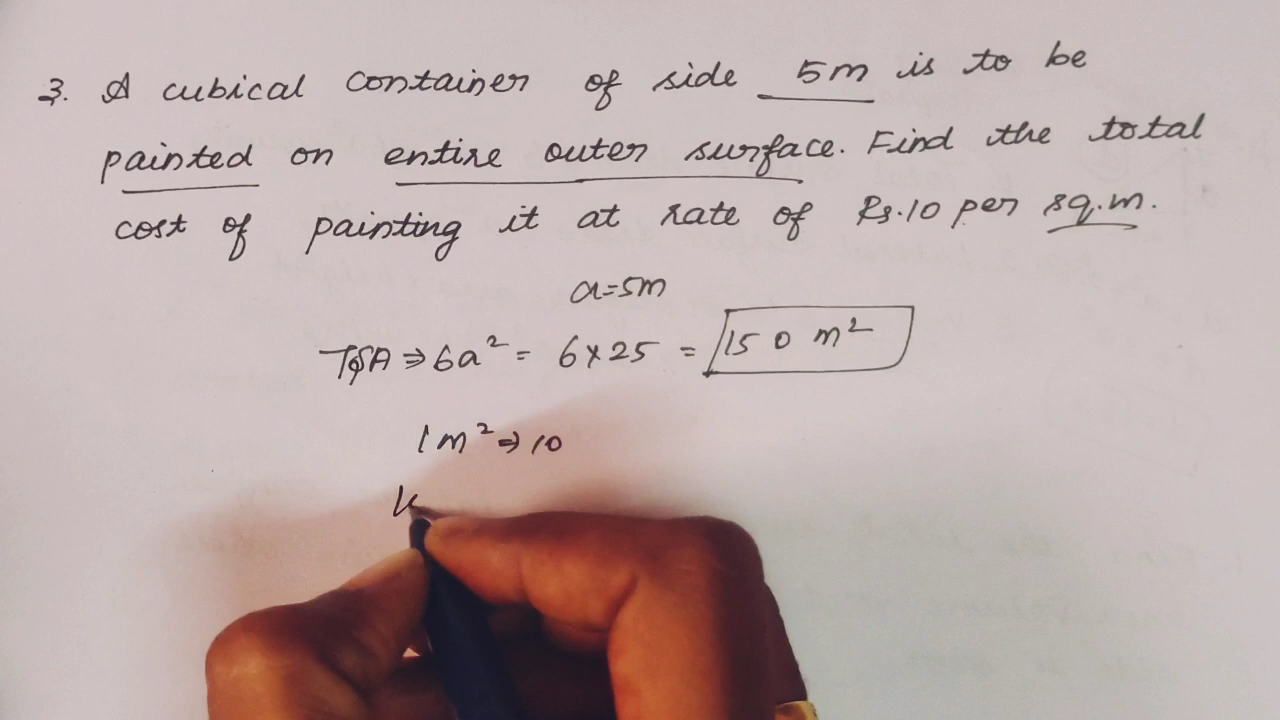 3. A cubical container of side 5m is to be
painted on entire outer surface. Find the total
cost of painting it at rate of Rs.10 per sq.m.
a=5m
TSA ⇒ 6a² = 6×25 = 150 m²
1m² ⇒ 10